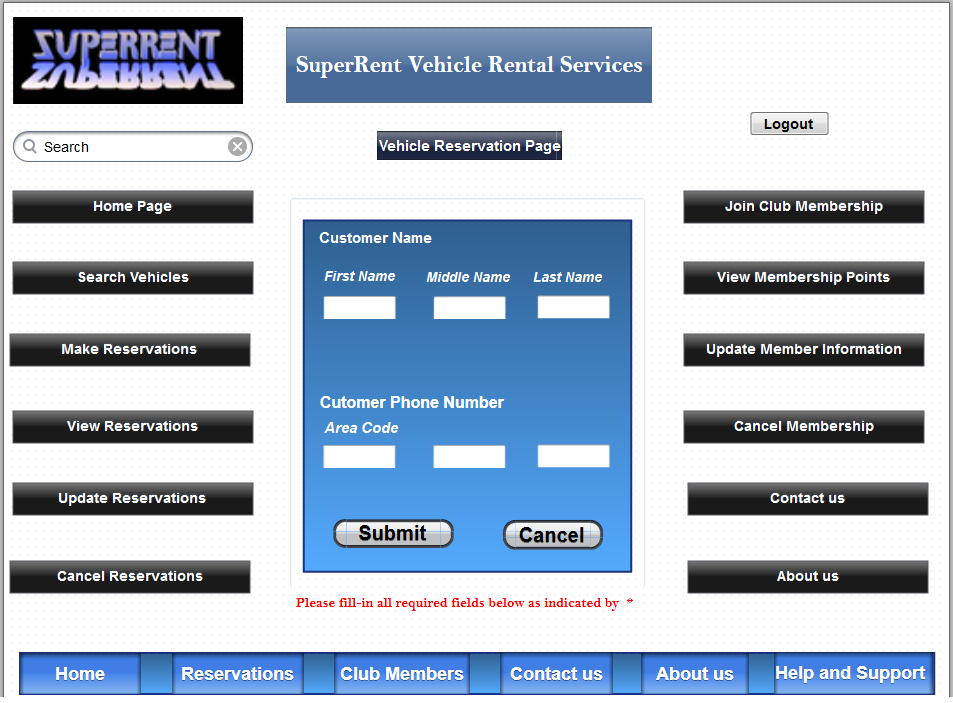 SUPERRENT
SuperRent Vehicle Rental Services
Logout
Search
Vehicle Reservation Page
Home Page
Join Club Membership
Customer Name
First Name Middle Name Last Name
Search Vehicles
View Membership Points
Make Reservations
Update Member Information
Cutomer Phone Number
Area Code
View Reservations
Cancel Membership
Update Reservations
Contact us
Submit Cancel
Cancel Reservations
About us
Please fill-in all required fields below as indicated by *
Home Reservations Club Members Contact us About us Help and Support